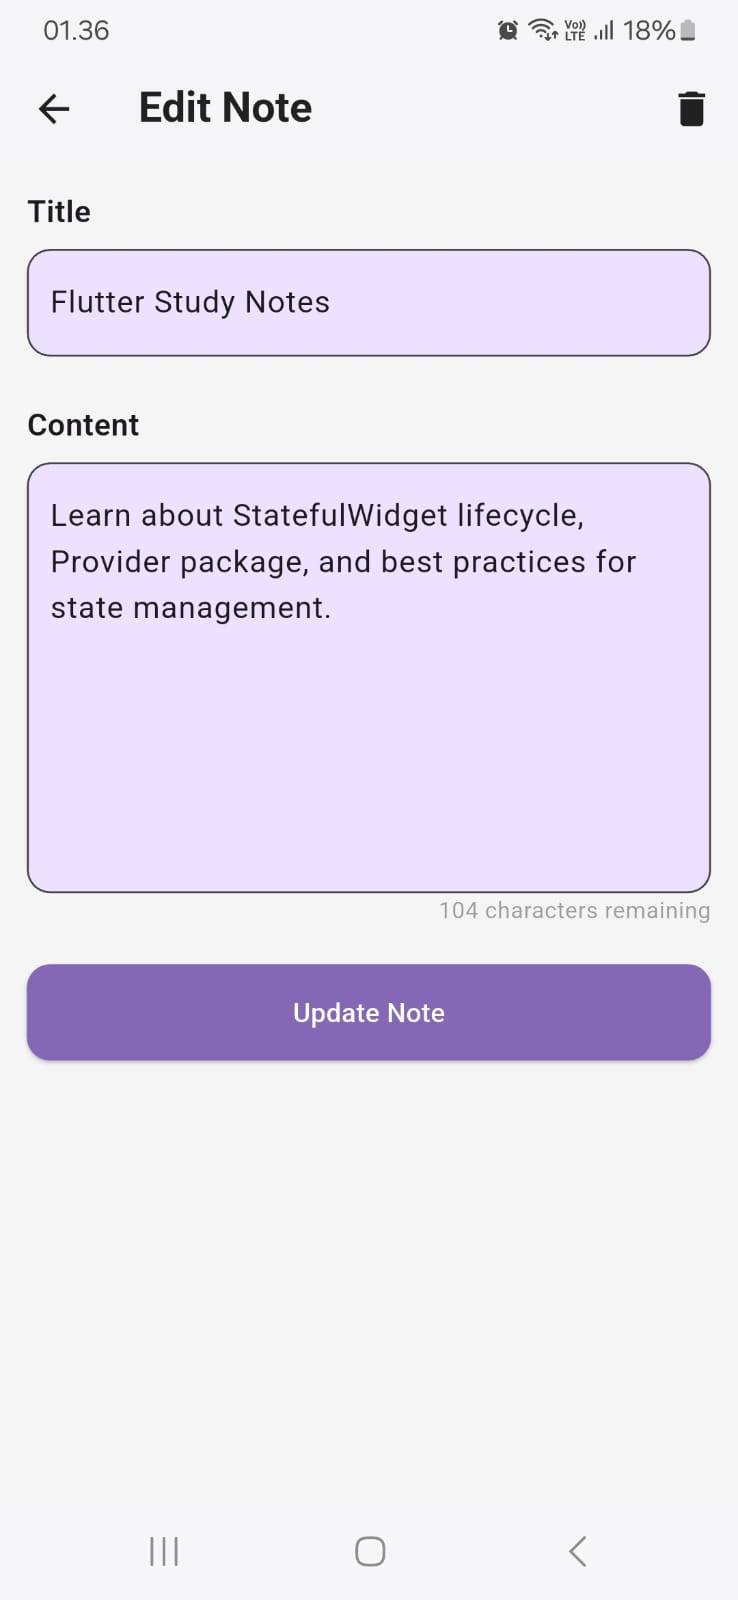 01.36
Vo)) LTE 18%
Edit Note
Title
Flutter Study Notes
Content
Learn about StatefulWidget lifecycle,
Provider package, and best practices for
state management.
104 characters remaining
Update Note